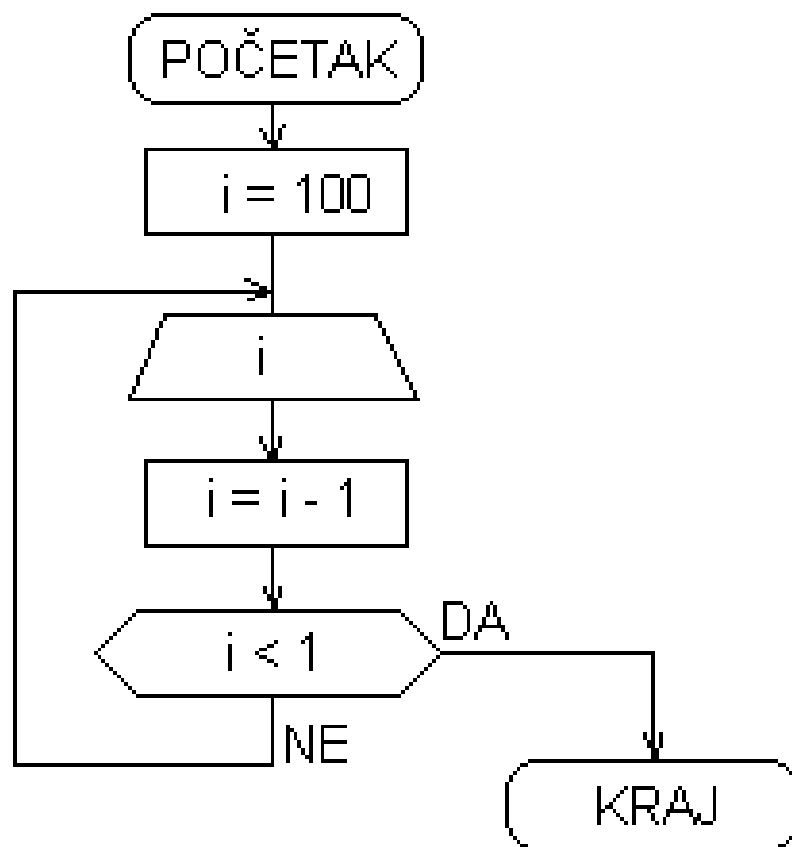 POČETAK
i = 100
i
i = i - 1
i < 1
DA
NE
KRAJ